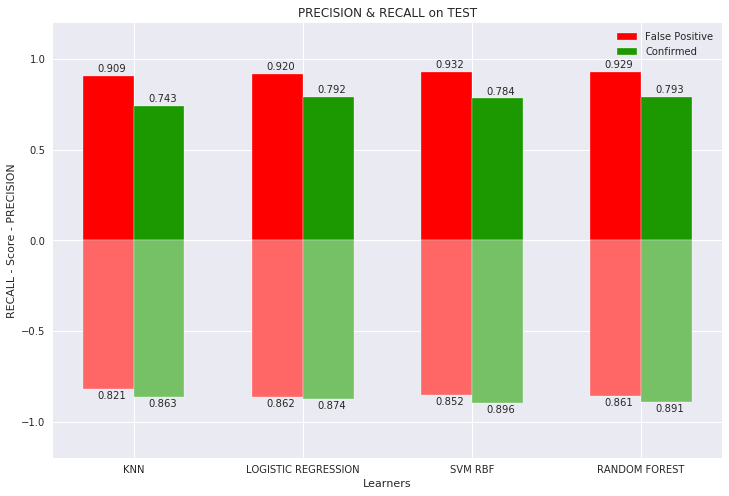 PRECISION & RECALL on TEST
False Positive
Confirmed
1.0
0.5
0.0
−0.5
−1.0
RECALL - Score - PRECISION
0.909
0.743
0.920
0.792
0.932
0.784
0.929
0.793
0.821
0.863
0.862
0.874
0.852
0.896
0.861
0.891
KNN
LOGISTIC REGRESSION
SVM RBF
RANDOM FOREST
Learners